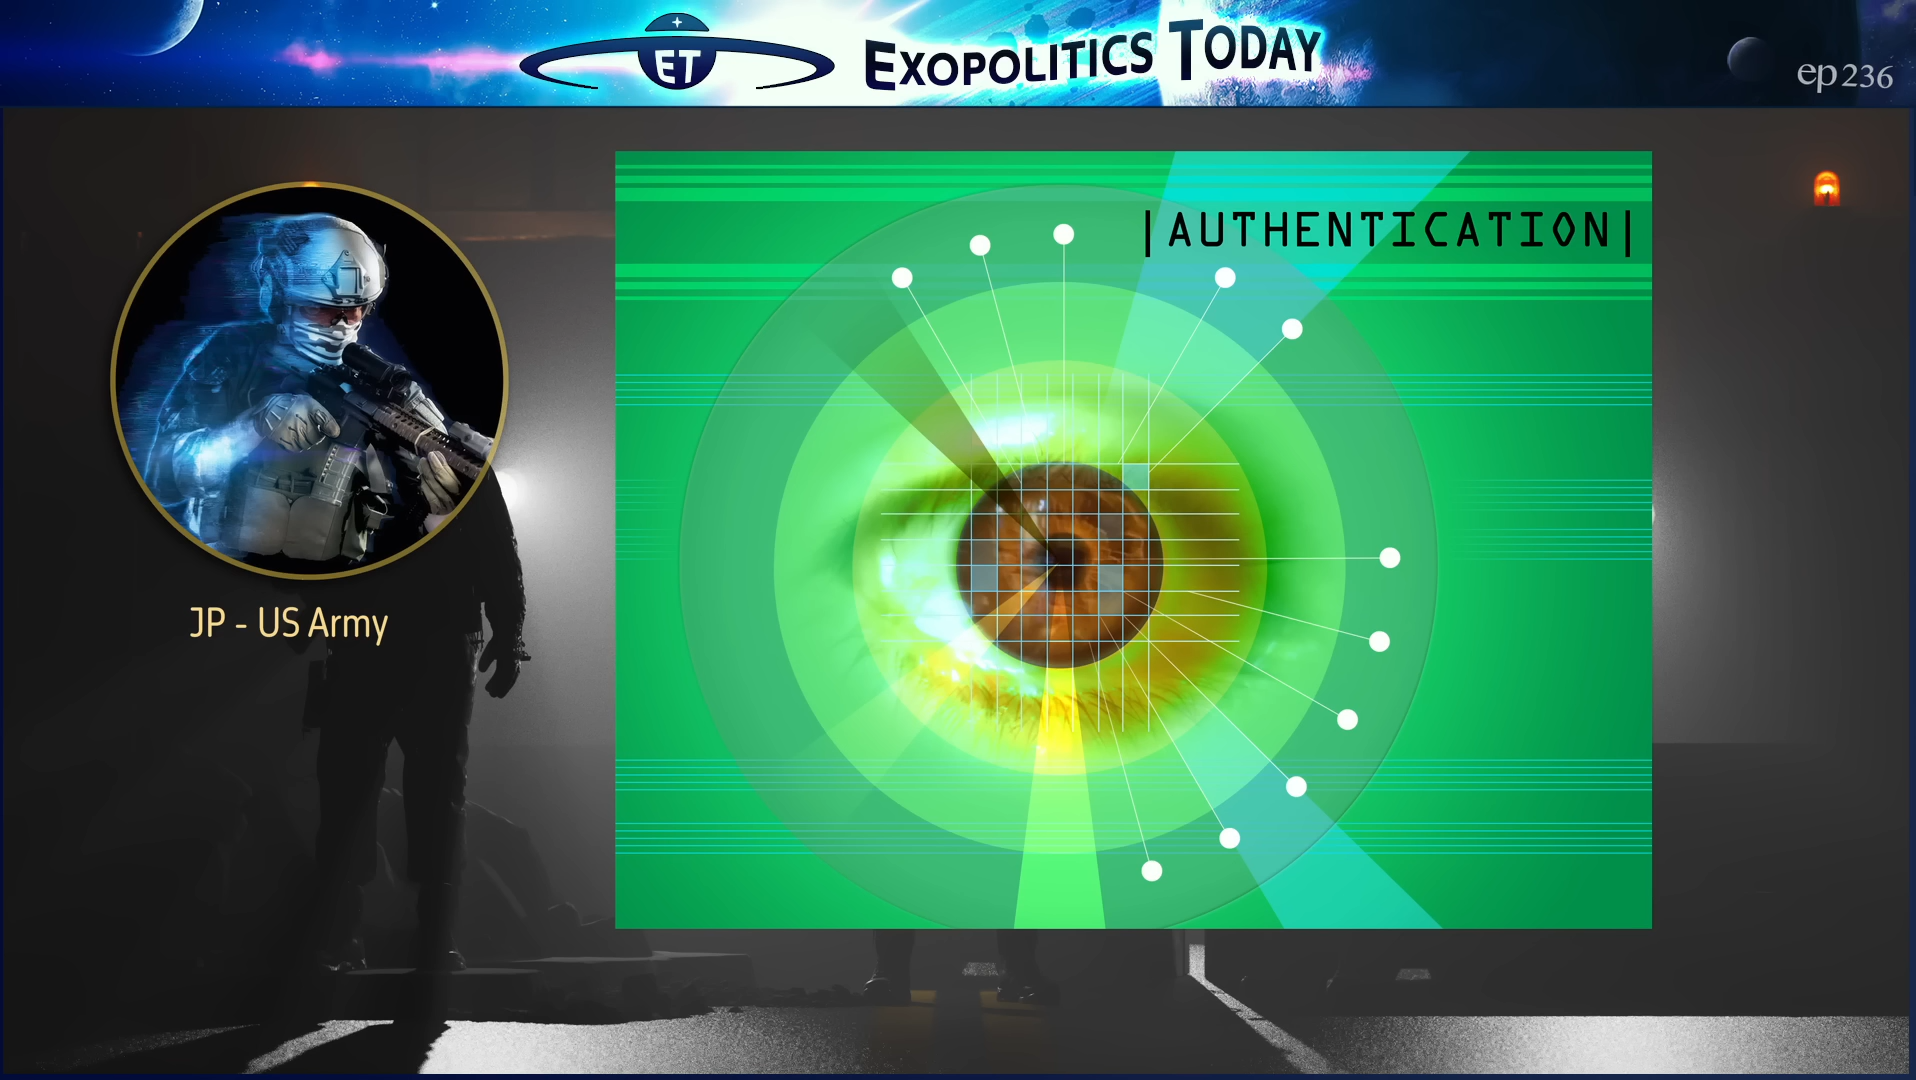 ET
EXOPOLITICS TODAY
ep236
|AUTHENTICATION|
JP - US Army